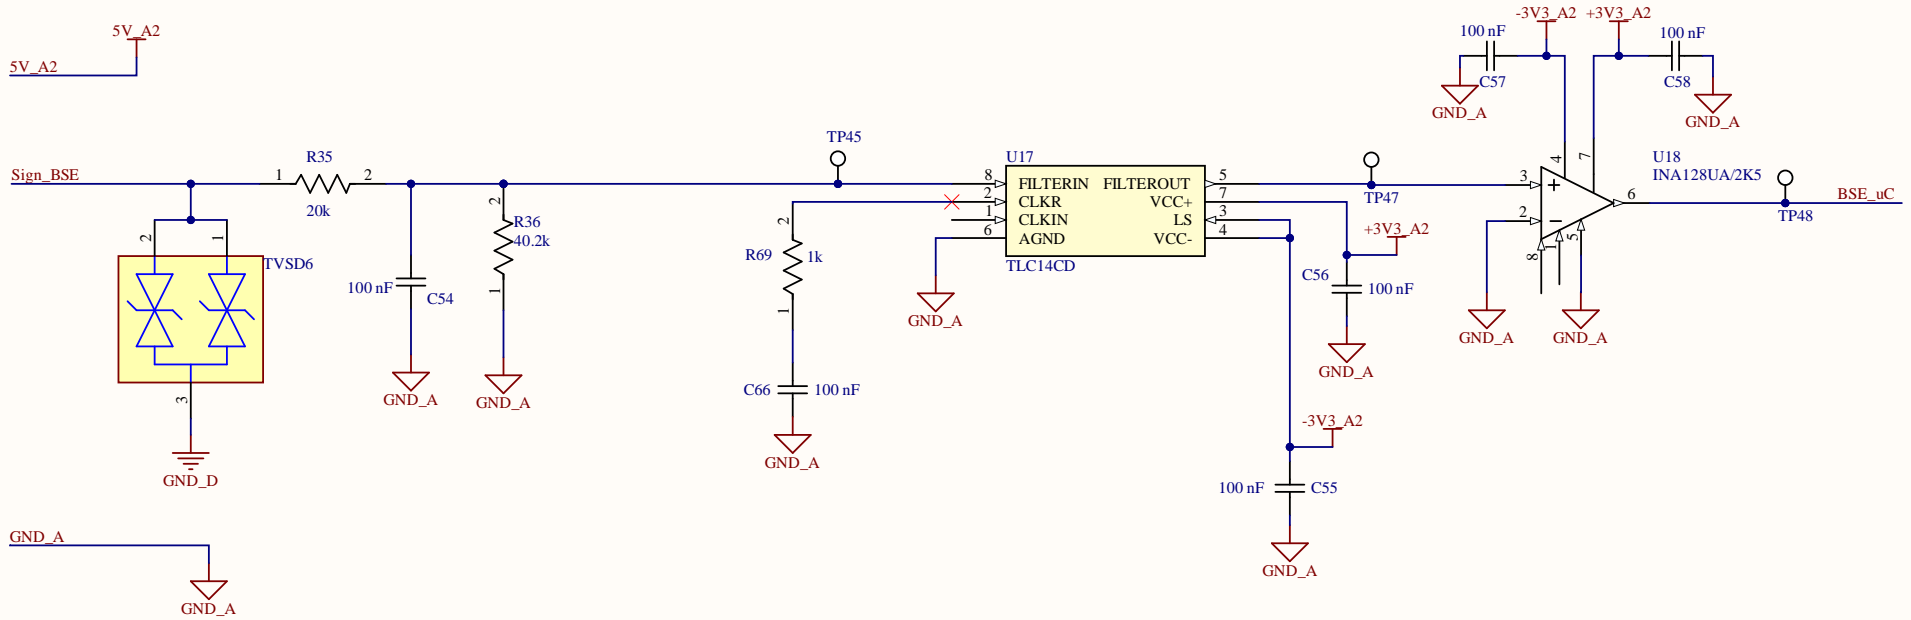 -3V3_A2
+3V3_A2
5V_A2
100 nF
100 nF
5V_A2
C57
C58
GND_A
GND_A
TP45
Sign_BSE
1
R35
2
20k
U17
8
FILTERIN
FILTEROUT
5
2
CLKR
VCC+
7
1
CLKIN
LS
3
6
AGND
VCC-
4
TLC14CD
TP47
4
7
U18
INA128UA/2K5
3
+
2
−
6
8
1
5
TP48
BSE_uC
2
1
TVSD6
3
GND_D
100 nF
C54
GND_A
2
R36
40.2k
1
GND_A
2
R69
1k
1
C66
100 nF
GND_A
GND_A
+3V3_A2
C56
100 nF
GND_A
GND_A
GND_A
-3V3_A2
100 nF
C55
GND_A
GND_A
GND_A